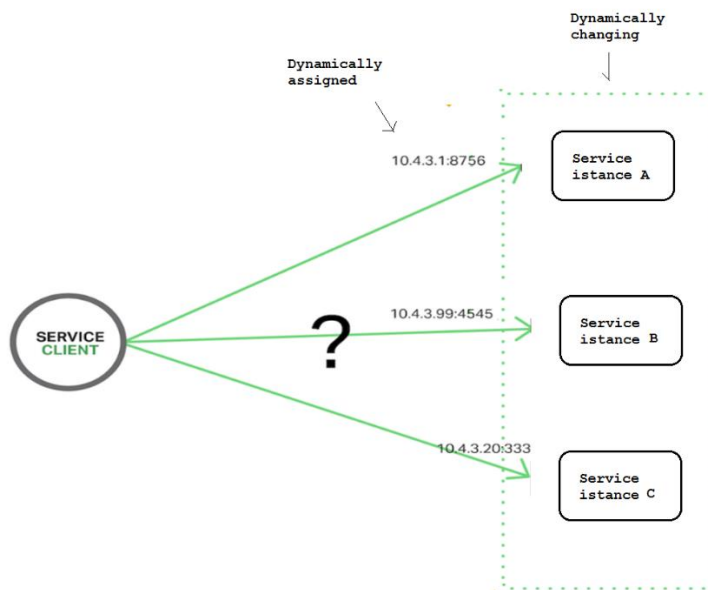 Dynamically
changing
Dynamically
assigned
10.4.3.1:8756
Service
istance A
10.4.3.99:4545
?
Service
istance B
SERVICE
CLIENT
10.4.3.20:333
Service
istance C